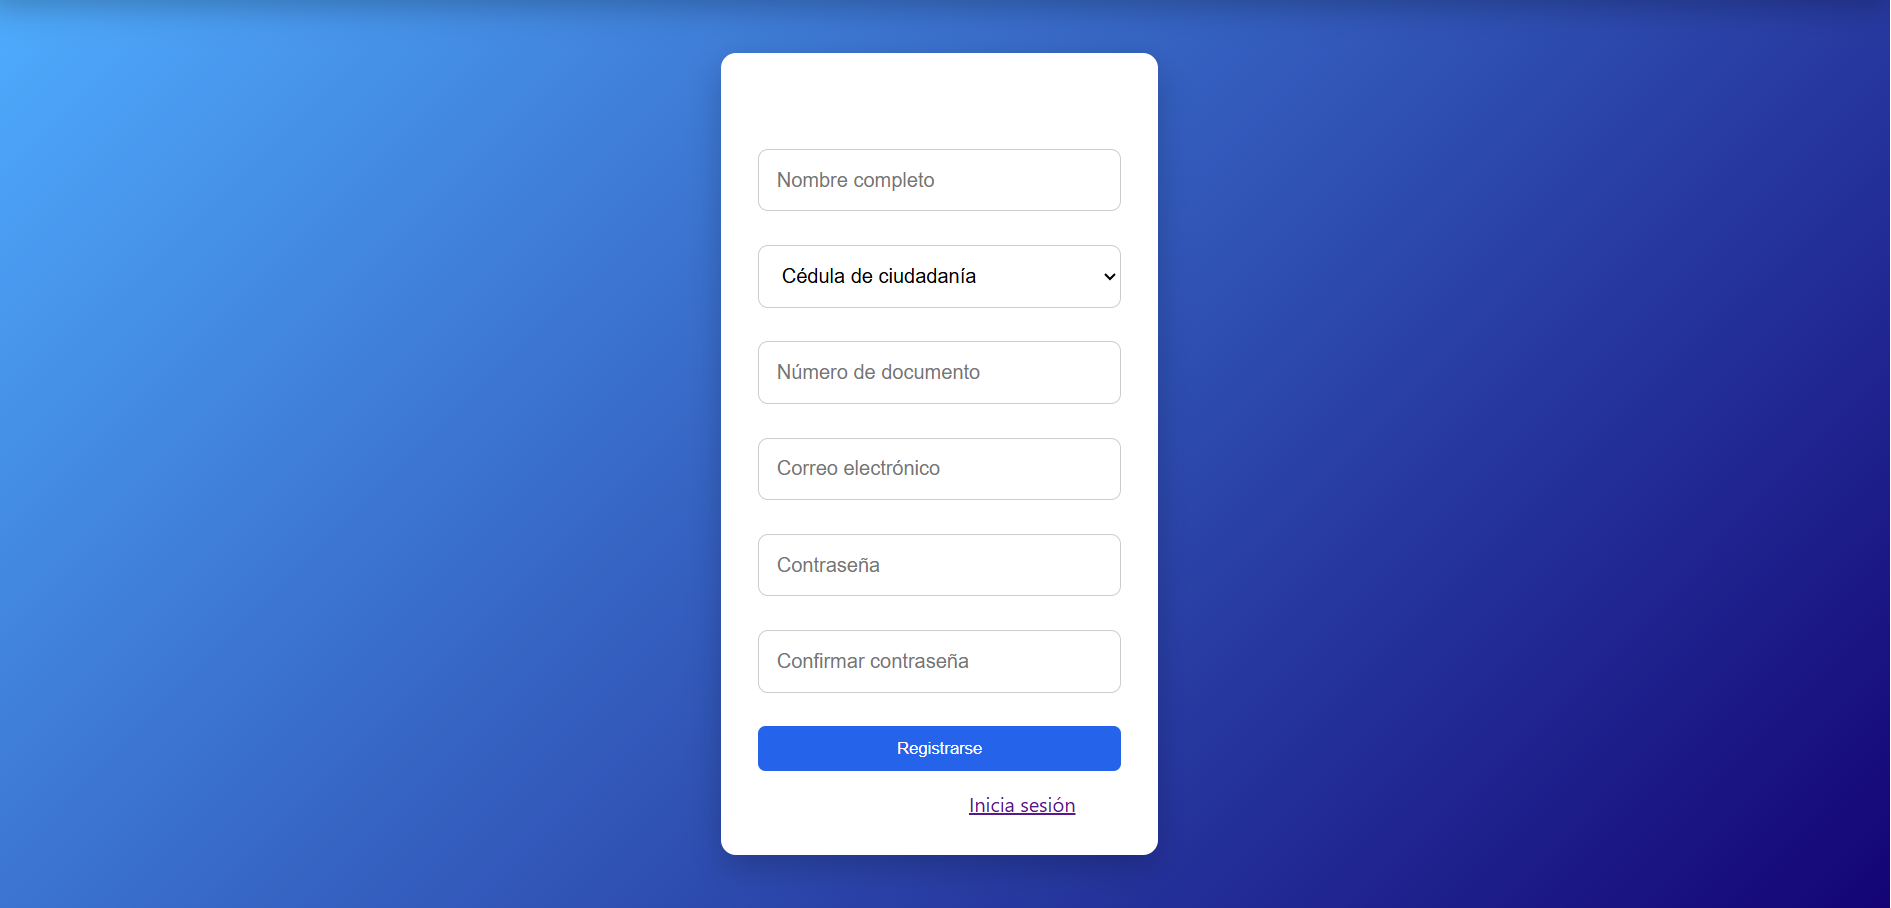 Nombre completo
Cédula de ciudadanía
Número de documento
Correo electrónico
Contraseña
Confirmar contraseña
Registrarse
Inicia sesión